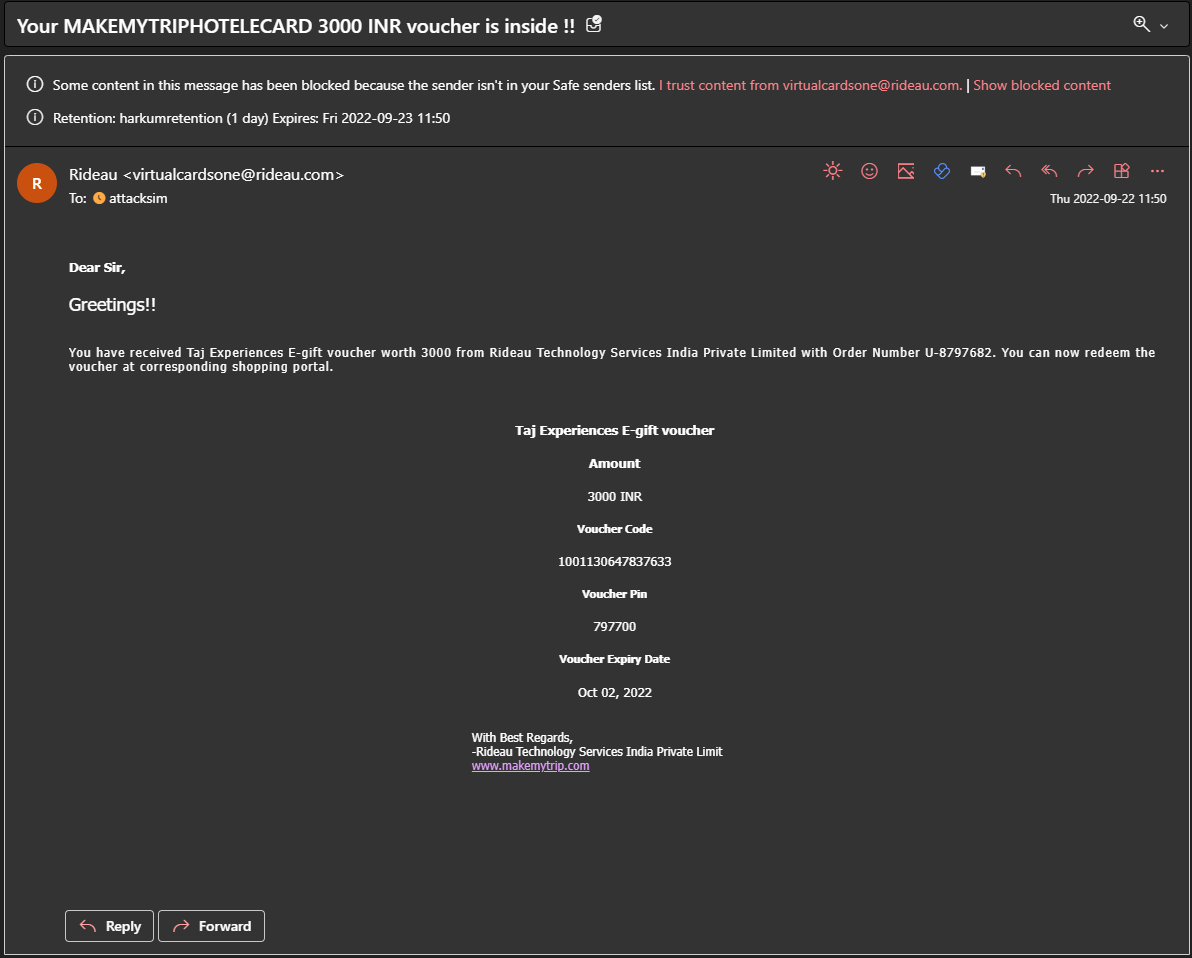 Your MAKEMYTRIPHOTELECARD 3000 INR voucher is inside !!
Some content in this message has been blocked because the sender isn't in your Safe senders list. I trust content from virtualcardsone@rideau.com. | Show blocked content
Retention: harkumretention (1 day) Expires: Fri 2022-09-23 11:50
R
Rideau <virtualcardsone@rideau.com>
To: attacksim
Thu 2022-09-22 11:50
Dear Sir,
Greetings!!
You have received Taj Experiences E-gift voucher worth 3000 from Rideau Technology Services India Private Limited with Order Number U-8797682. You can now redeem the
voucher at corresponding shopping portal.
Taj Experiences E-gift voucher
Amount
3000 INR
Voucher Code
1001130647837633
Voucher Pin
797700
Voucher Expiry Date
Oct 02, 2022
With Best Regards,
-Rideau Technology Services India Private Limit
www.makemytrip.com
Reply
Forward